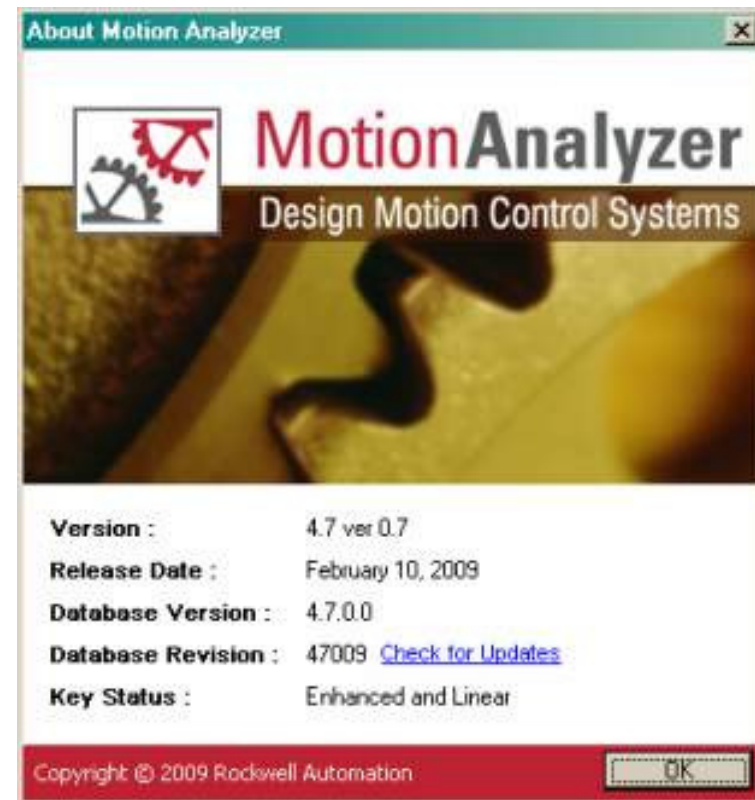 About Motion Analyzer
MotionAnalyzer
Design Motion Control Systems
Version : 4.7 ver 0.7
Release Date : February 10, 2009
Database Version : 4.7.0.0
Database Revision : 47009 Check for Updates
Key Status : Enhanced and Linear
Copyright © 2009 Rockwell Automation OK